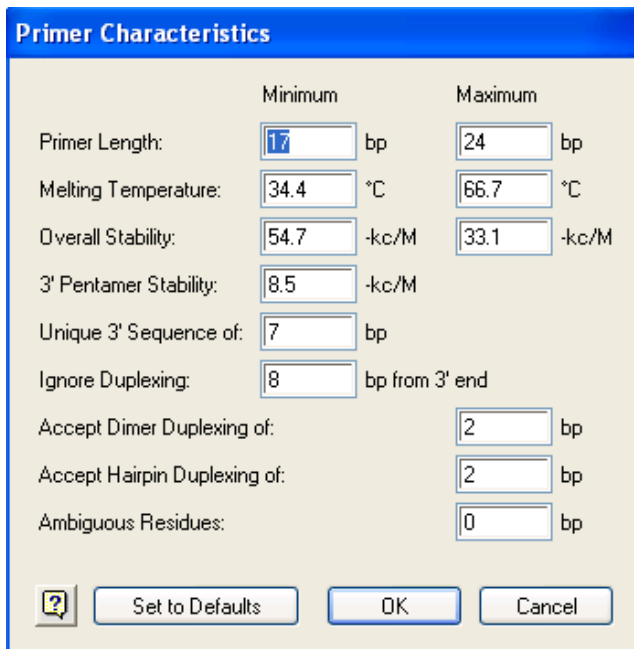 Primer Characteristics
Minimum Maximum
Primer Length: 17 bp 24 bp
Melting Temperature: 34.4 °C 66.7 °C
Overall Stability: 54.7 -kc/M 33.1 -kc/M
3' Pentamer Stability: 8.5 -kc/M
Unique 3' Sequence of: 7 bp
Ignore Duplexing: 8 bp from 3' end
Accept Dimer Duplexing of: 2 bp
Accept Hairpin Duplexing of: 2 bp
Ambiguous Residues: 0 bp
? Set to Defaults OK Cancel